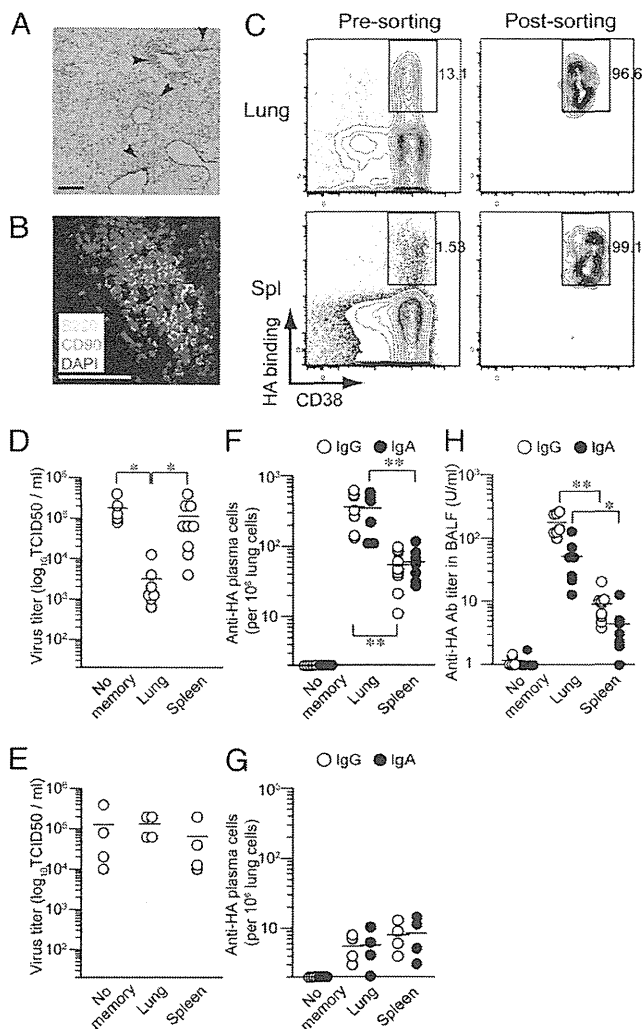 A
B
B220
CD90
DAPI
C
Pre-sorting
Post-sorting
Lung
13.1
96.6
Spl
1.53
99.1
HA binding
CD38
D
Virus titer (log10TCID50 / ml)
10^6
10^5
10^4
10^3
10^2
*
*
No memory
Lung
Spleen
F
IgG
IgA
Anti-HA plasma cells (per 10^6 lung cells)
10^3
10^2
10^1
**
**
No memory
Lung
Spleen
H
IgG
IgA
Anti-HA Ab titer in BALF (U/ml)
10^3
10^2
10
1
**
*
No memory
Lung
Spleen
E
Virus titer (log10TCID50 / ml)
10^6
10^5
10^4
10^3
10^2
No memory
Lung
Spleen
G
IgG
IgA
Anti-HA plasma cells (per 10^6 lung cells)
10^3
10^2
10^1
No memory
Lung
Spleen